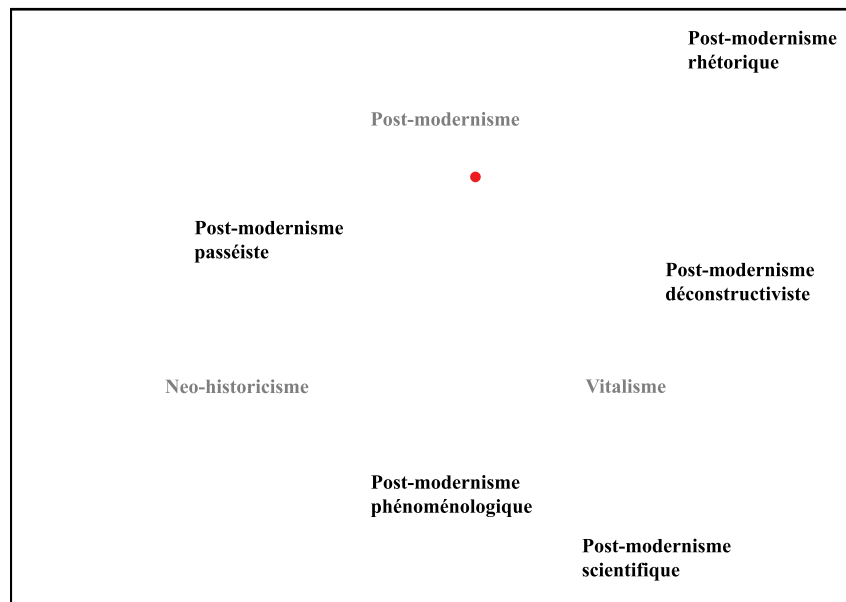 Post-modernisme
rhétorique
Post-modernisme
Post-modernisme
passéiste
Post-modernisme
déconstructiviste
Neo-historicisme
Vitalisme
Post-modernisme
phénoménologique
Post-modernisme
scientifique